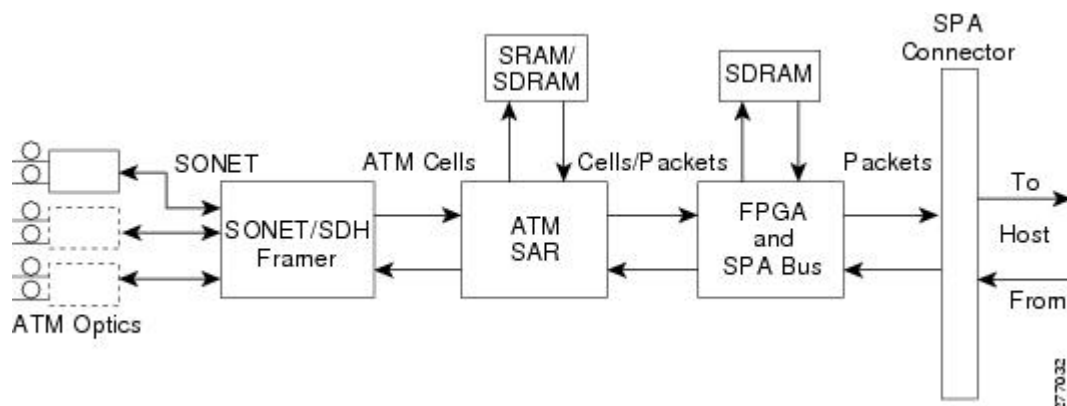 SPA
Connector
SRAM/
SDRAM
SDRAM
SONET
ATM Cells
Cells/Packets
Packets
SONET/SDH
Framer
ATM
SAR
FPGA
and
SPA Bus
To
Host
From
ATM Optics
277032